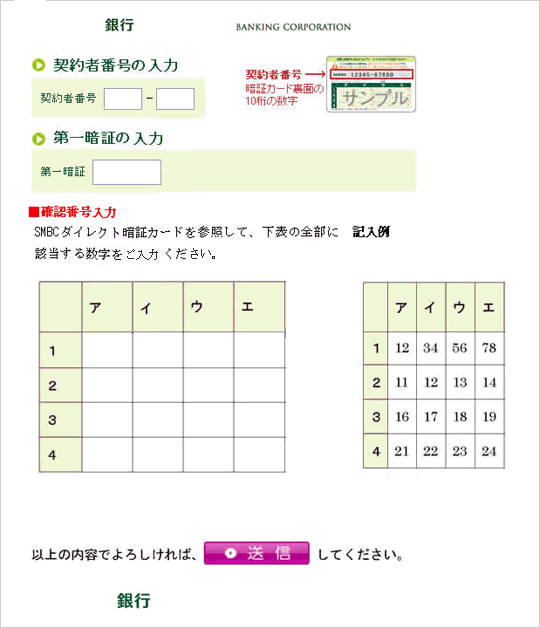 銀行 BANKING CORPORATION
契約者番号の入力
契約者番号 －
契約者番号→
暗証カード裏面の
10桁の数字
12345-67890
サンプル
第一暗証の入力
第一暗証
■確認番号入力
SMBCダイレクト暗証カードを参照して、下表の全部に 記入例
該当する数字をご入力ください。
ア イ ウ エ
1
2
3
4
ア イ ウ エ
1 12 34 56 78
2 11 12 13 14
3 16 17 18 19
4 21 22 23 24
以上の内容でよろしければ、 送信 してください。
銀行